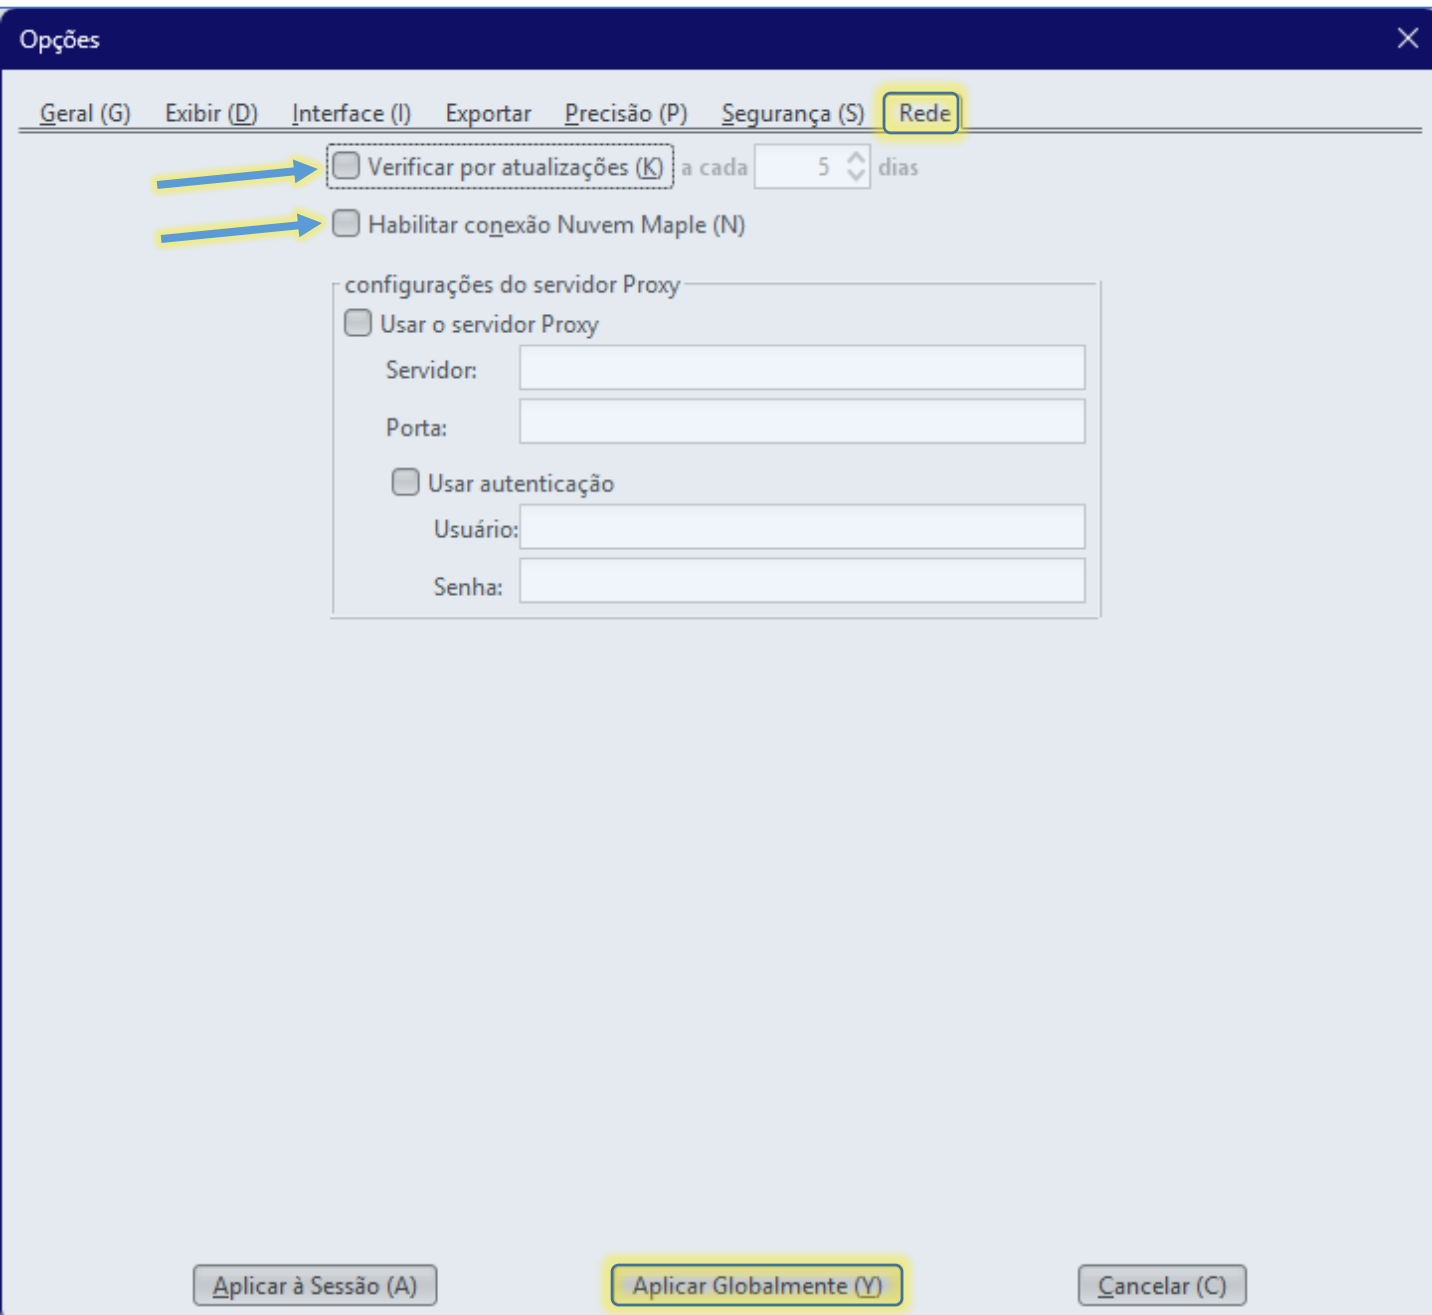 Opções
Geral (G) Exibir (D) Interface (I) Exportar Precisão (P) Segurança (S) Rede
Verificar por atualizações (K) a cada 5 dias
Habilitar conexão Nuvem Maple (N)
configurações do servidor Proxy
Usar o servidor Proxy
Servidor:
Porta:
Usar autenticação
Usuário:
Senha:
Aplicar à Sessão (A) Aplicar Globalmente (Y) Cancelar (C)